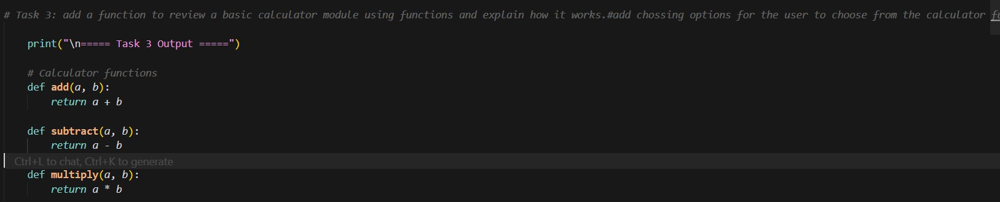 # Task 3: add a function to review a basic calculator module using functions and explain how it works.#add chossing options for the user to choose from the calculator
print("\n===== Task 3 Output =====")
# Calculator functions
def add(a, b):
return a + b
def subtract(a, b):
return a - b
Ctrl+L to chat, Ctrl+K to generate
def multiply(a, b):
return a * b